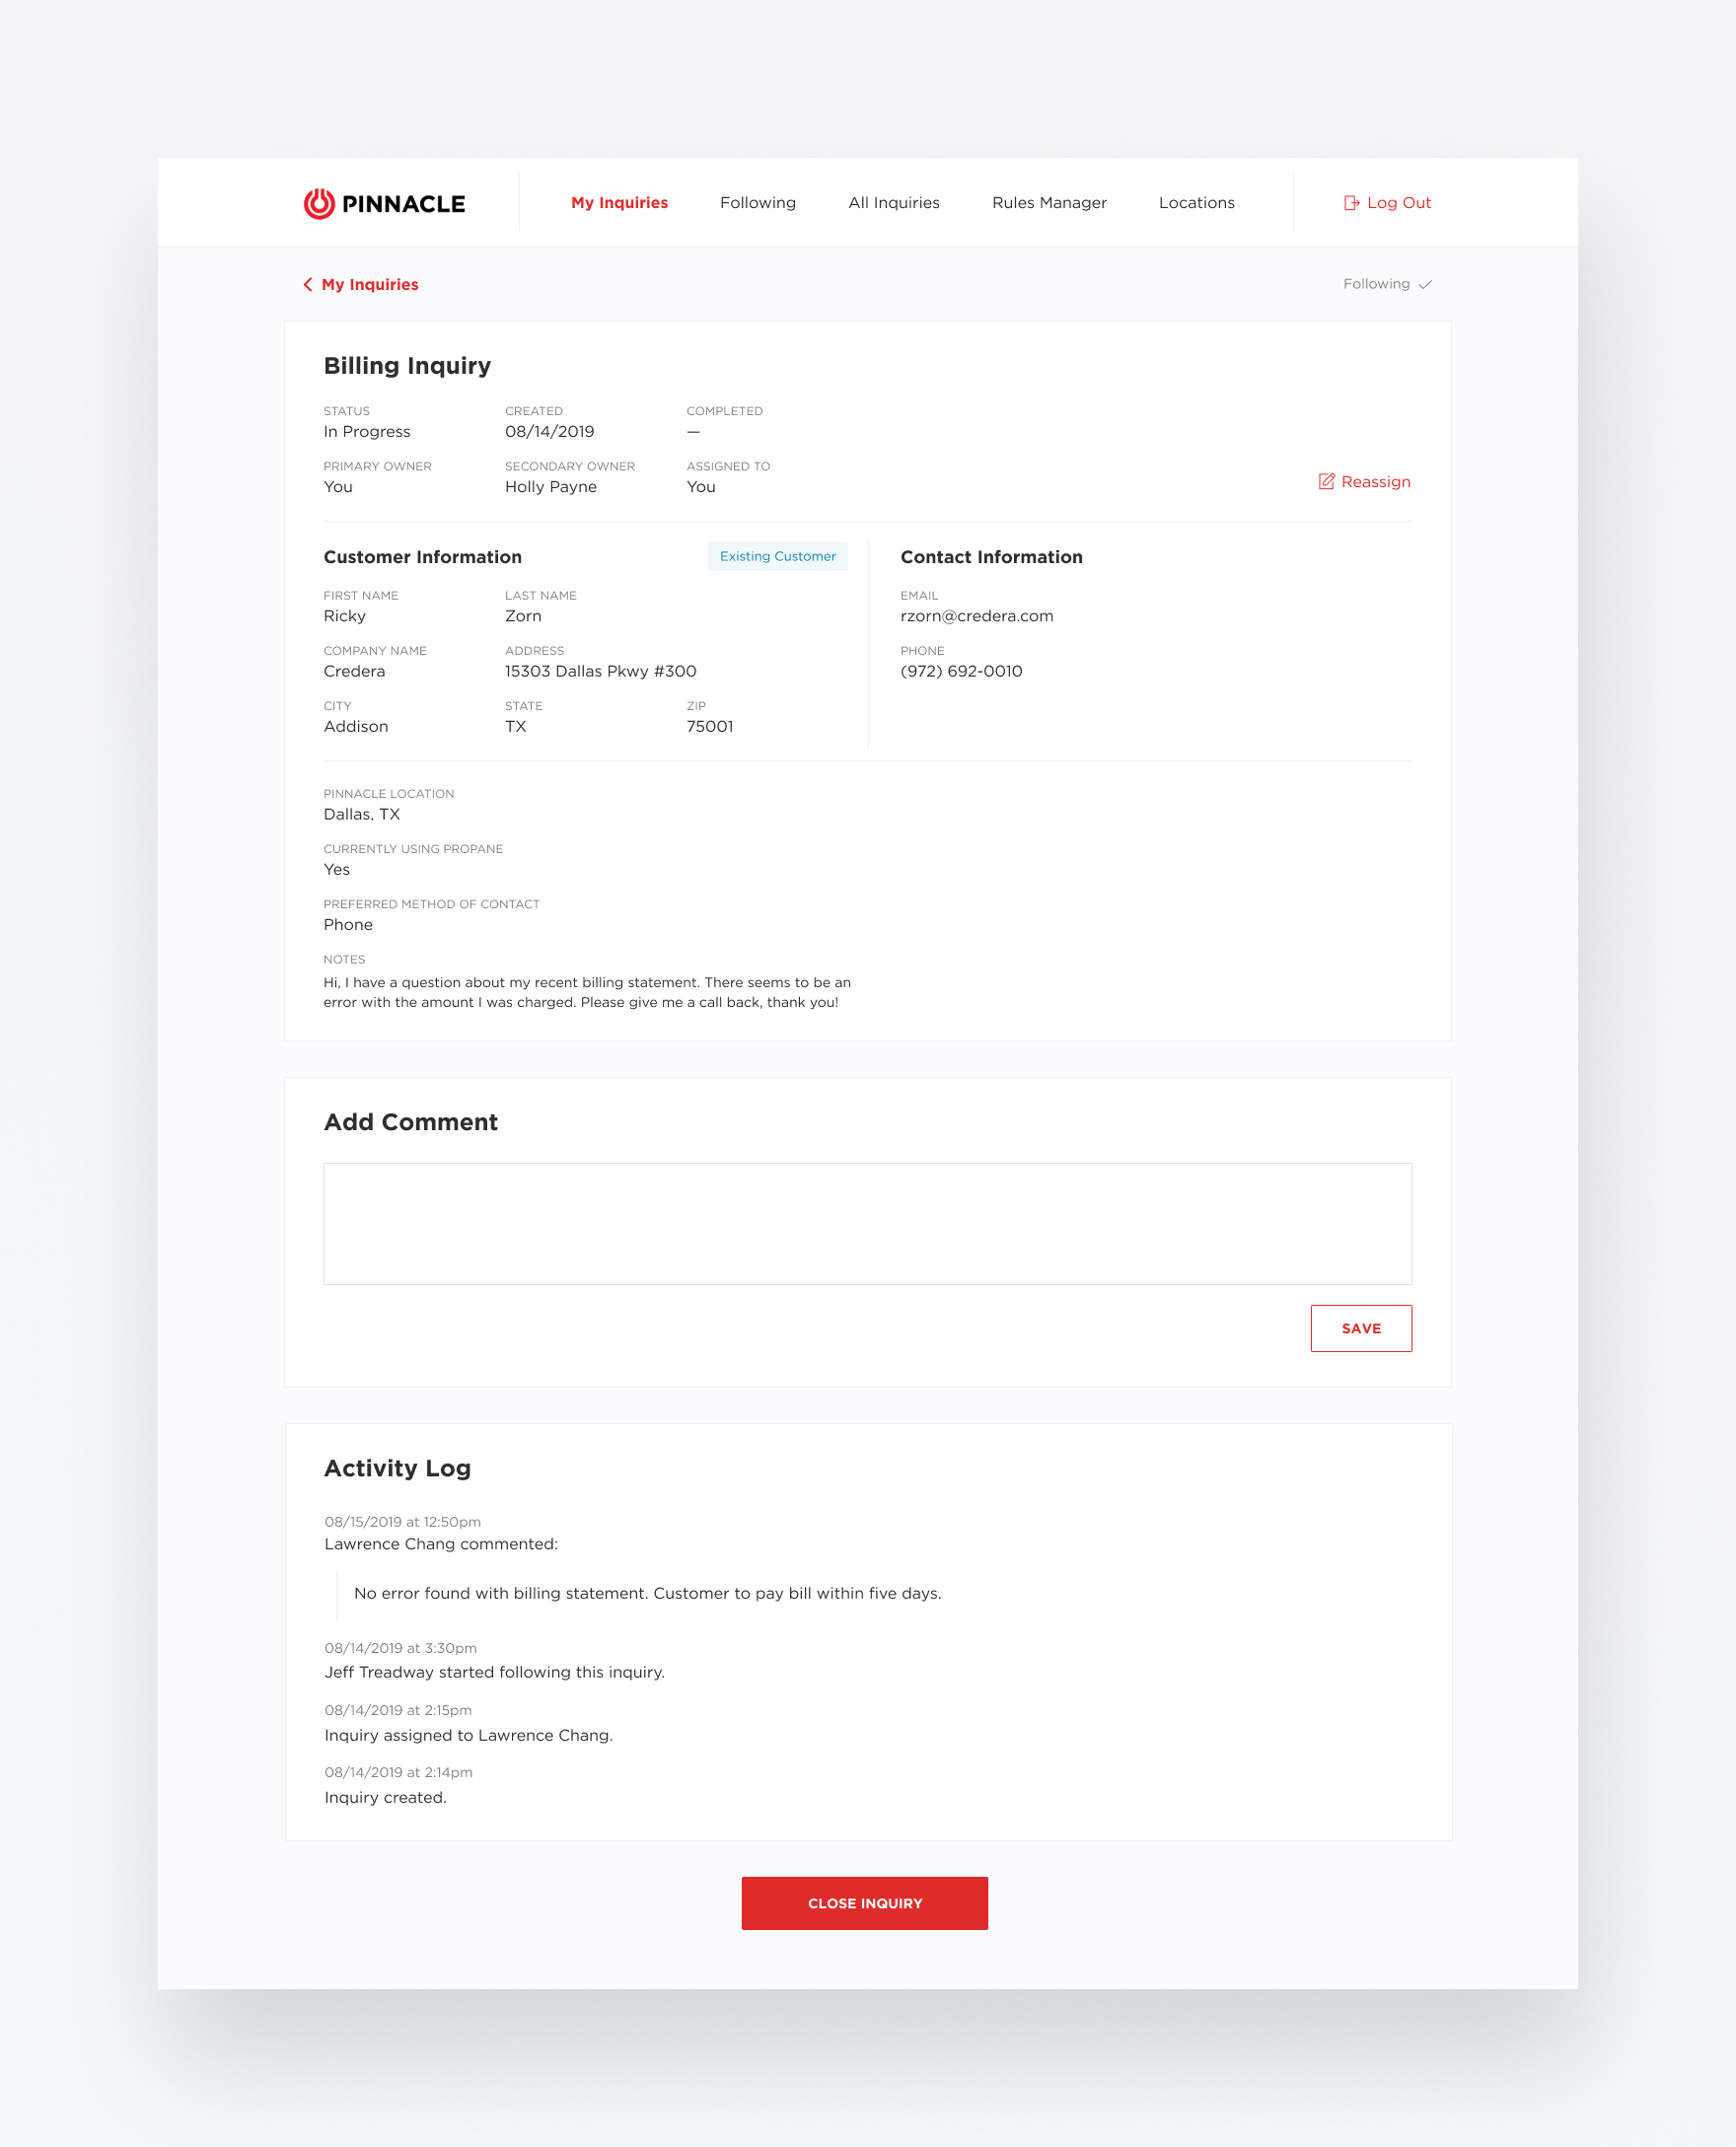 PINNACLE
My Inquiries
Following
All Inquiries
Rules Manager
Locations
Log Out
My Inquiries
Following
Billing Inquiry
STATUS
In Progress
CREATED
08/14/2019
COMPLETED
—
PRIMARY OWNER
You
SECONDARY OWNER
Holly Payne
ASSIGNED TO
You
Reassign
Customer Information
Existing Customer
FIRST NAME
Ricky
LAST NAME
Zorn
COMPANY NAME
Credera
ADDRESS
15303 Dallas Pkwy #300
CITY
Addison
STATE
TX
ZIP
75001
Contact Information
EMAIL
rzorn@credera.com
PHONE
(972) 692-0010
PINNACLE LOCATION
Dallas, TX
CURRENTLY USING PROPANE
Yes
PREFERRED METHOD OF CONTACT
Phone
NOTES
Hi, I have a question about my recent billing statement. There seems to be an
error with the amount I was charged. Please give me a call back, thank you!
Add Comment
SAVE
Activity Log
08/15/2019 at 12:50pm
Lawrence Chang commented:
No error found with billing statement. Customer to pay bill within five days.
08/14/2019 at 3:30pm
Jeff Treadway started following this inquiry.
08/14/2019 at 2:15pm
Inquiry assigned to Lawrence Chang.
08/14/2019 at 2:14pm
Inquiry created.
CLOSE INQUIRY